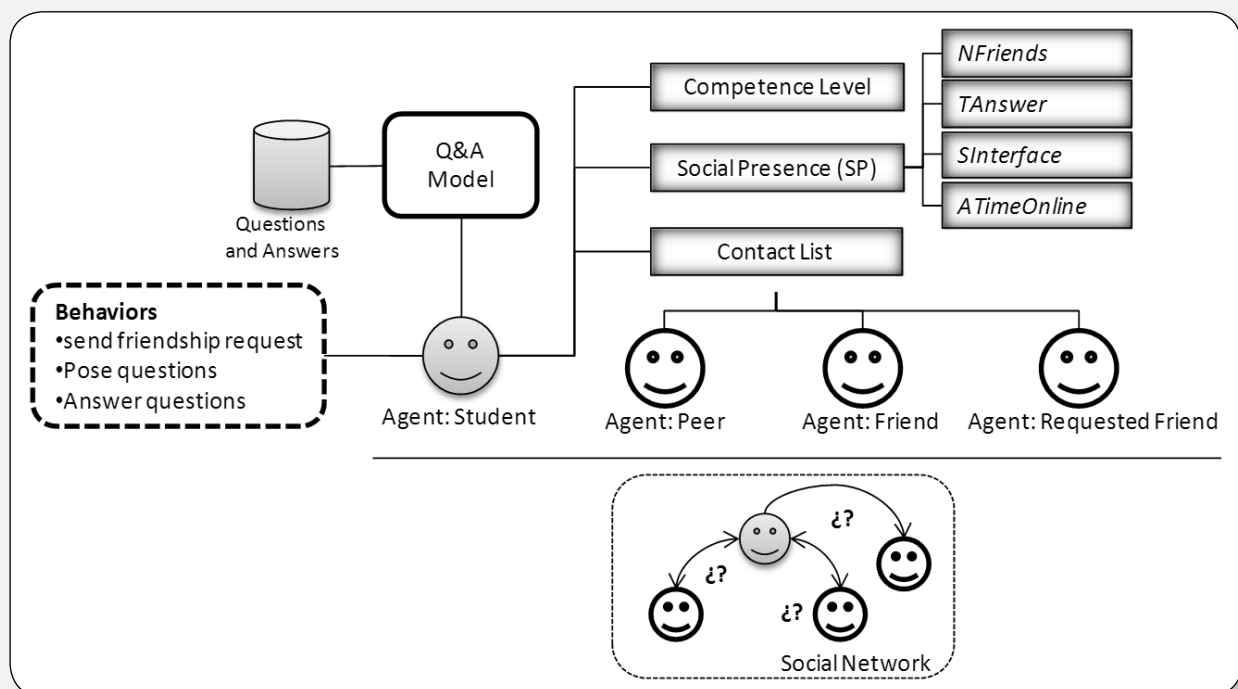 NFriends
Competence Level
TAnswer
Q&A
Model
Social Presence (SP)
SInterface
ATimeOnline
Questions
and Answers
Contact List
Behaviors
•send friendship request
•Pose questions
•Answer questions
Agent: Student
Agent: Peer
Agent: Friend
Agent: Requested Friend
¿?
¿?
¿?
Social Network